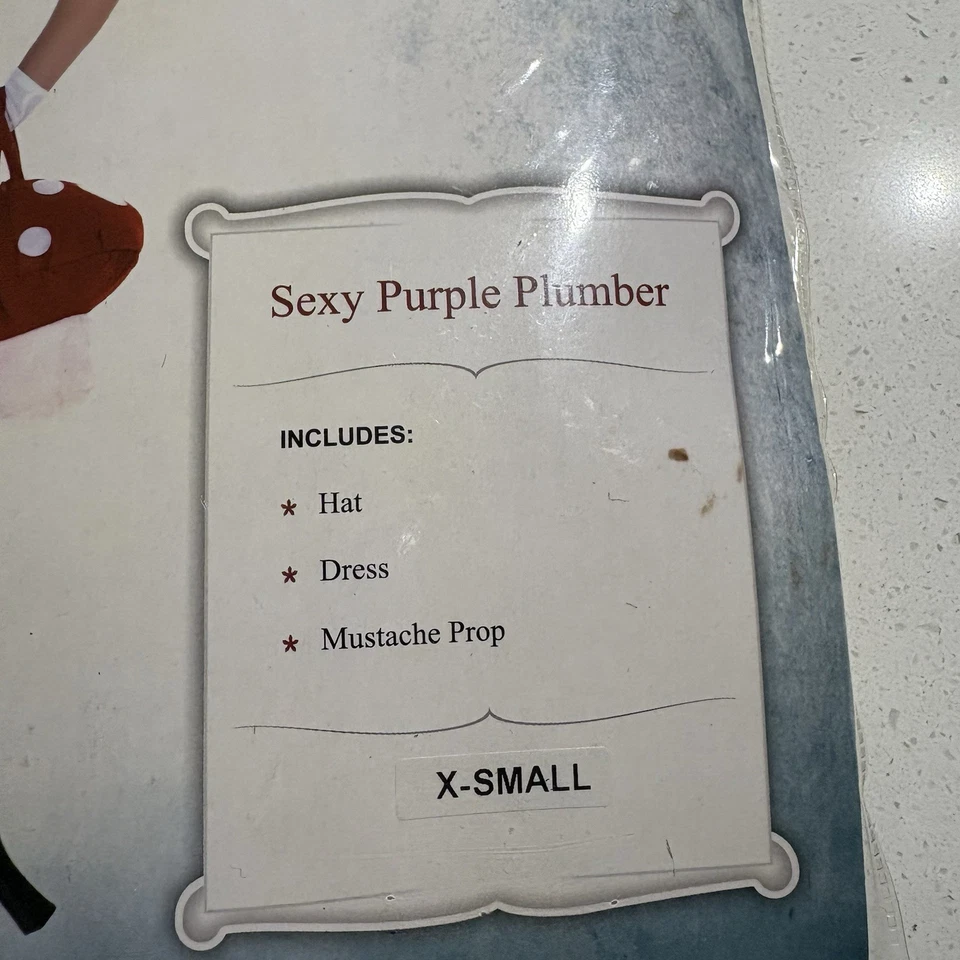 Sexy Purple Plumber
INCLUDES:
* Hat
* Dress
* Mustache Prop
X-SMALL